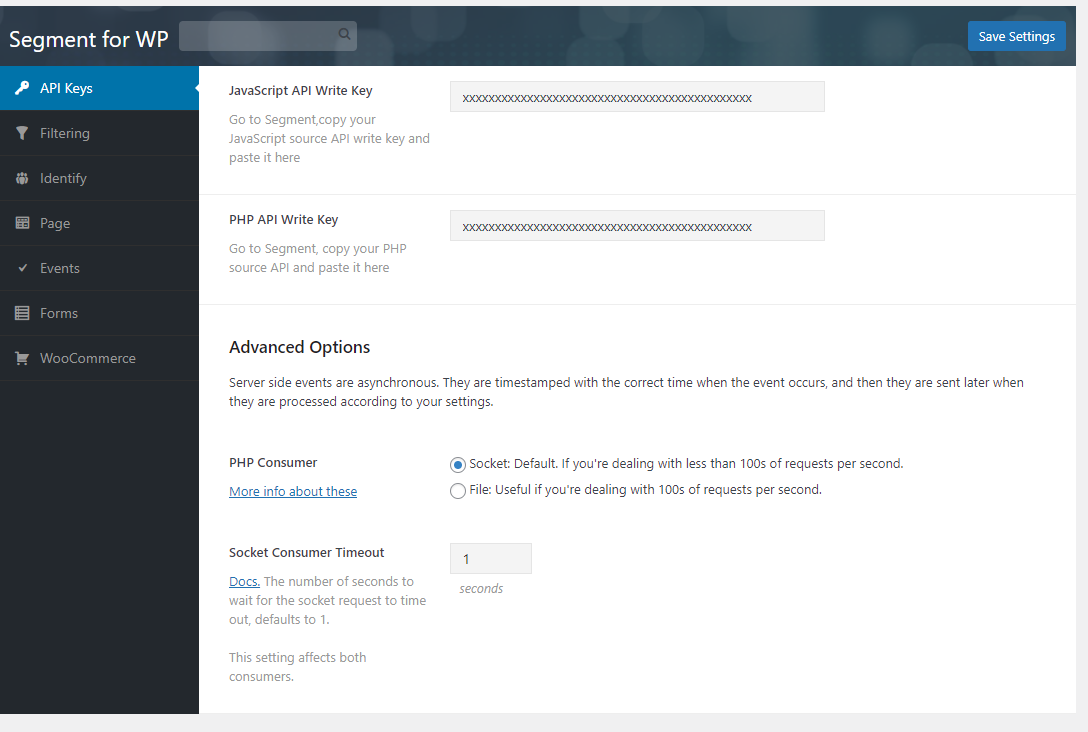 Segment for WP
Save Settings
API Keys
Filtering
Identify
Page
Events
Forms
WooCommerce
JavaScript API Write Key
Go to Segment,copy your
JavaScript source API write key and
paste it here
xxxxxxxxxxxxxxxxxxxxxxxxxxxxxxxxxxxxxxxxxxxxx
PHP API Write Key
Go to Segment, copy your PHP
source API and paste it here
xxxxxxxxxxxxxxxxxxxxxxxxxxxxxxxxxxxxxxxxxxxxx
Advanced Options
Server side events are asynchronous. They are timestamped with the correct time when the event occurs, and then they are sent later when
they are processed according to your settings.
PHP Consumer
More info about these
Socket: Default. If you're dealing with less than 100s of requests per second.
File: Useful if you're dealing with 100s of requests per second.
Socket Consumer Timeout
Docs. The number of seconds to
wait for the socket request to time
out, defaults to 1.
This setting affects both
consumers.
1
seconds